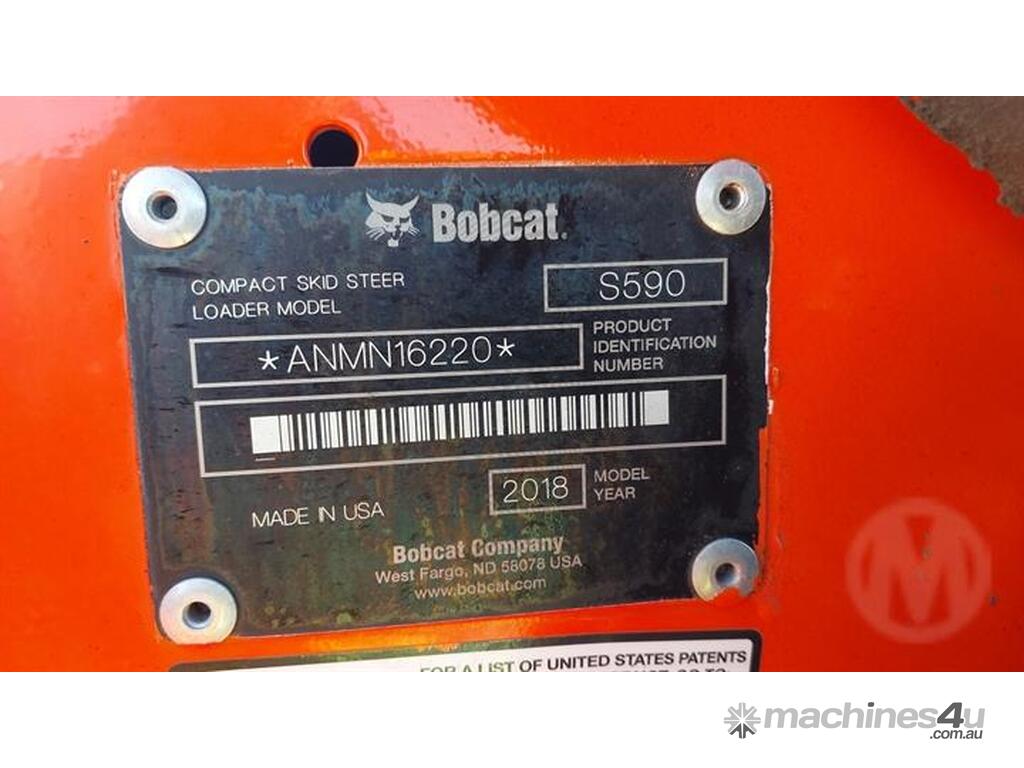 Bobcat.
COMPACT SKID STEER
LOADER MODEL
S590
*ANMN16220*
PRODUCT
IDENTIFICATION
NUMBER
MADE IN USA
2018
MODEL
YEAR
Bobcat Company
West Fargo, ND 58078 USA
www.bobcat.com
FOR A LIST OF UNITED STATES PATENTS
M
machines4u
.com.au